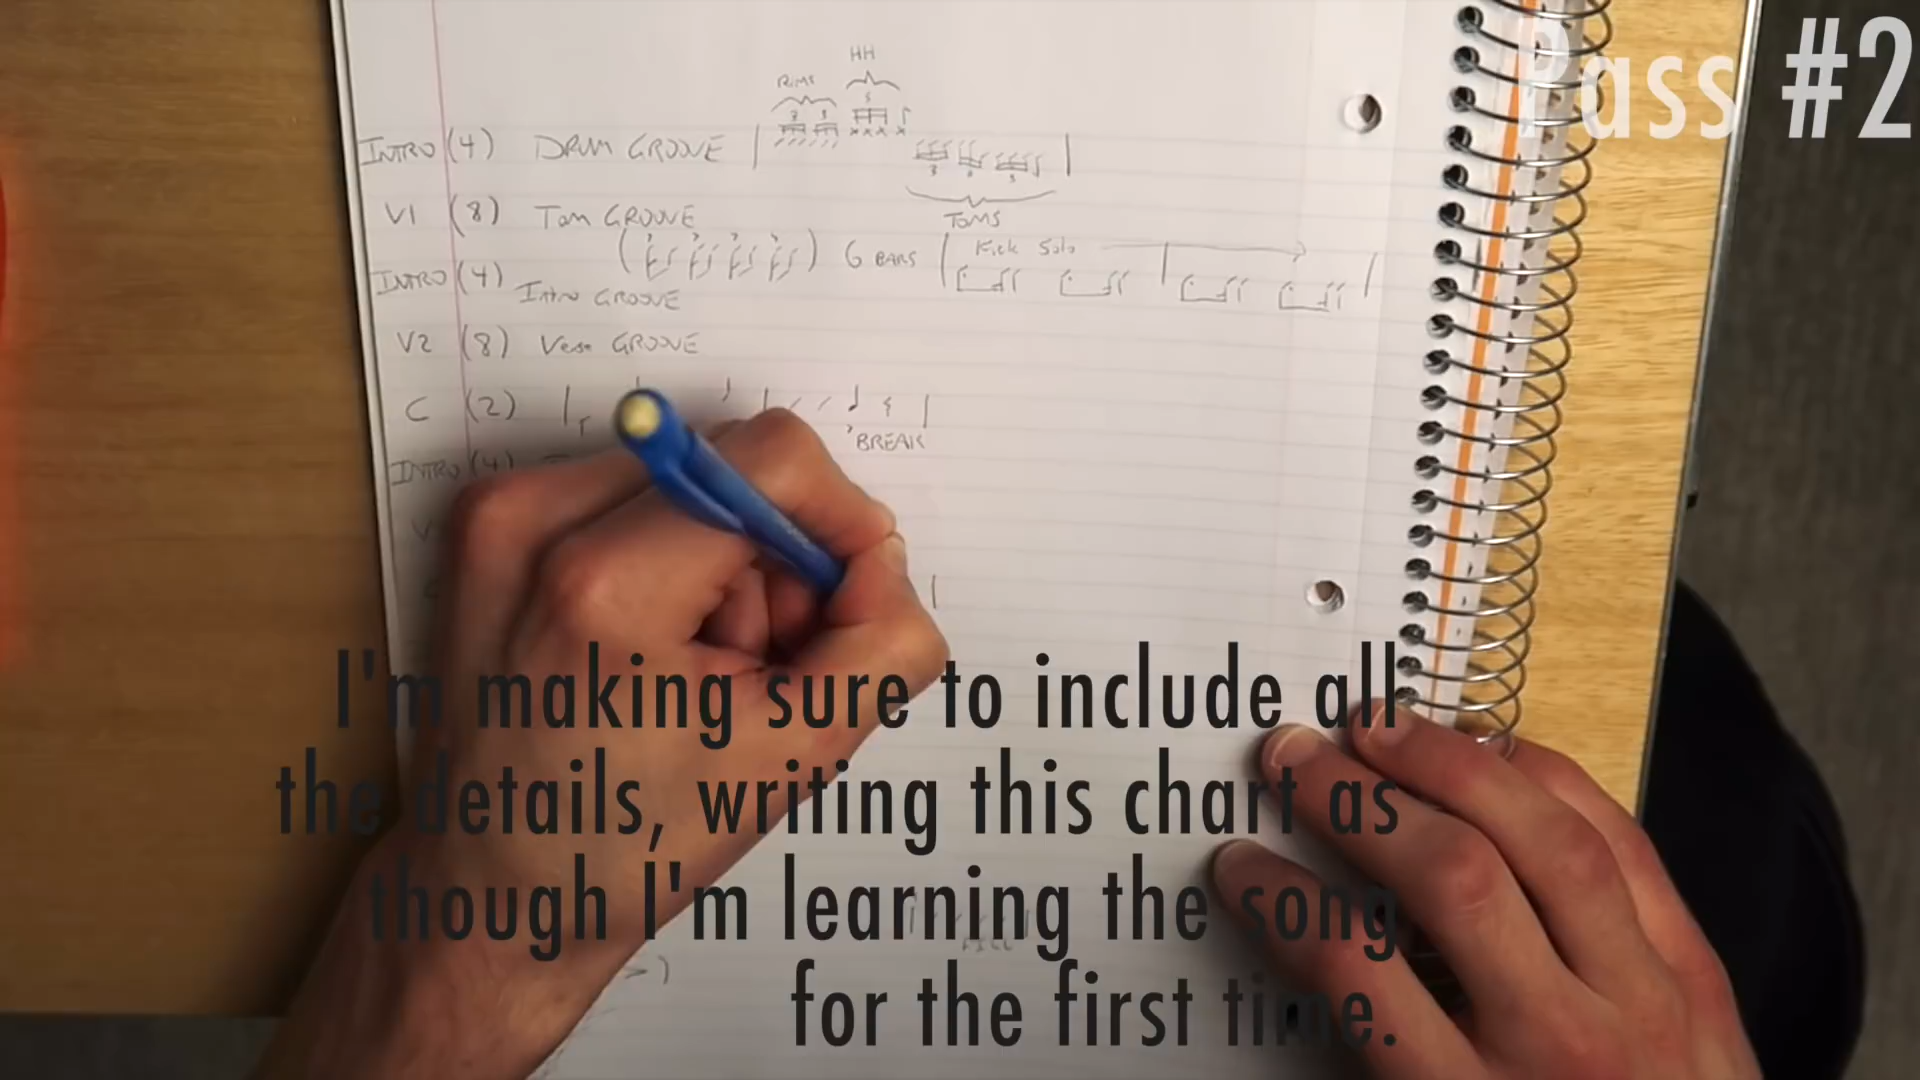 Pass #2
HH
RIMS
INTRO (4) DRUM GROOVE
V1 (8) Tom GROOVE
TOMS
6 BARS
Kick Solo
INTRO (4) Intro GROOVE
V2 (8) Verse GROOVE
C (2)
BREAK
INTRO (4)
I'm making sure to include all
the details, writing this chart as
though I'm learning the song
for the first time.